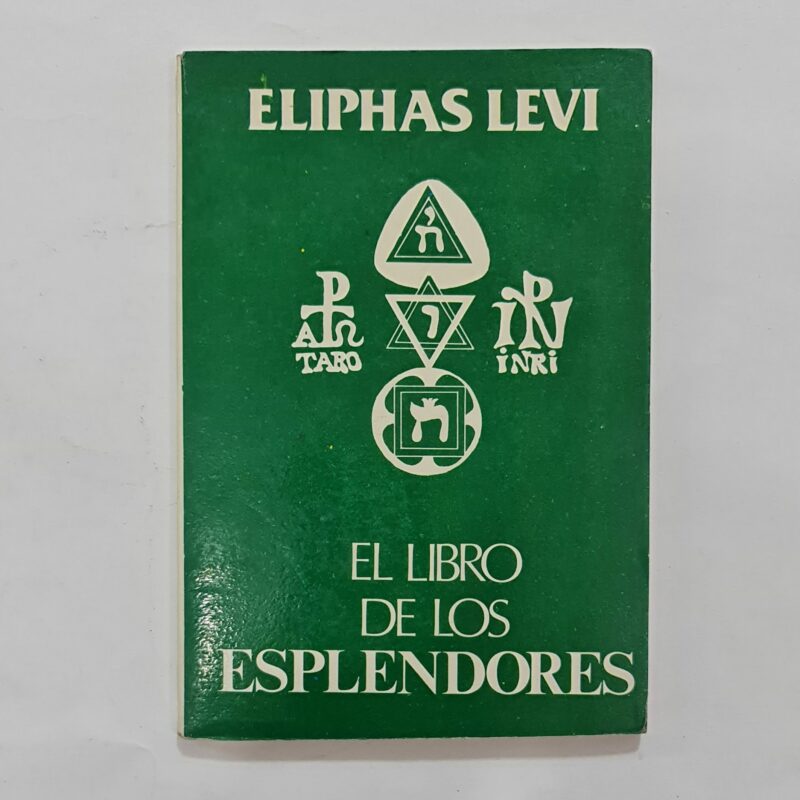 ELIPHAS LEVI
י
ה
TARO
ו
INRI
ה
EL LIBRO
DE LOS
ESPLENDORES